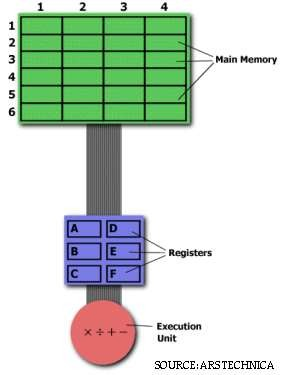 1 2 3 4
1
2
3
4
5
6
Main Memory
A D
B E
C F
Registers
× ÷ + −
Execution
Unit
SOURCE:ARSTECHNICA